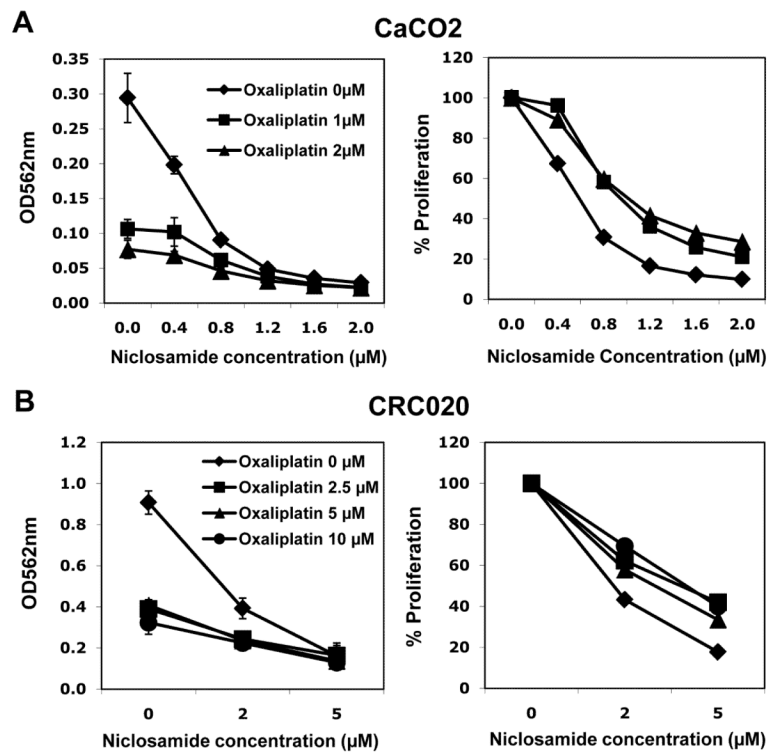 A
CaCO2
0.35
0.30
0.25
0.20
0.15
0.10
0.05
0.00
OD562nm
Oxaliplatin 0µM
Oxaliplatin 1µM
Oxaliplatin 2µM
0.0 0.4 0.8 1.2 1.6 2.0
Niclosamide concentration (µM)
120
100
80
60
40
20
0
% Proliferation
0.0 0.4 0.8 1.2 1.6 2.0
Niclosamide Concentration (µM)
B
CRC020
1.2
1.0
0.8
0.6
0.4
0.2
0.0
OD562nm
Oxaliplatin 0 µM
Oxaliplatin 2.5 µM
Oxaliplatin 5 µM
Oxaliplatin 10 µM
0 2 5
Niclosamide concentration (µM)
120
100
80
60
40
20
0
% Proliferation
0 2 5
Niclosamide concentration (µM)